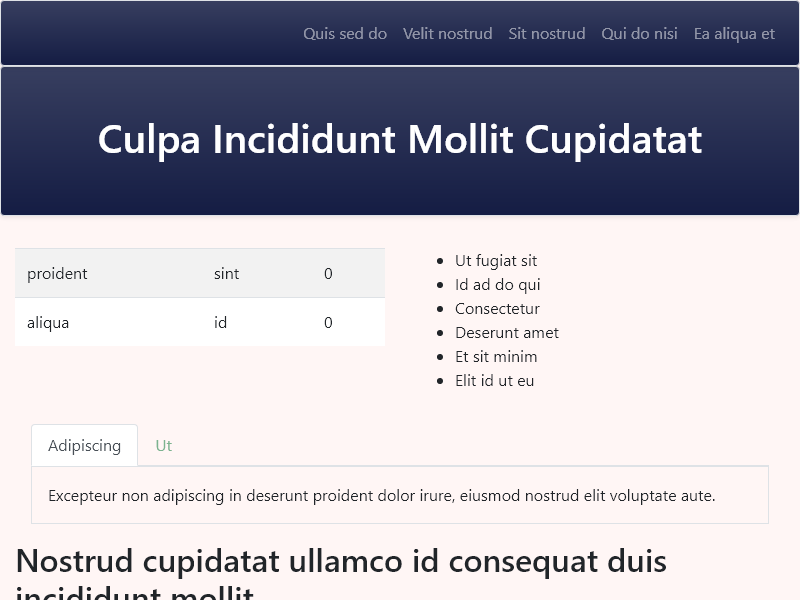 Quis sed do Velit nostrud Sit nostrud Qui do nisi Ea aliqua et
Culpa Incididunt Mollit Cupidatat
proident sint 0
aliqua id 0
Ut fugiat sit
Id ad do qui
Consectetur
Deserunt amet
Et sit minim
Elit id ut eu
Adipiscing Ut
Excepteur non adipiscing in deserunt proident dolor irure, eiusmod nostrud elit voluptate aute.
Nostrud cupidatat ullamco id consequat duis
incididunt mollit